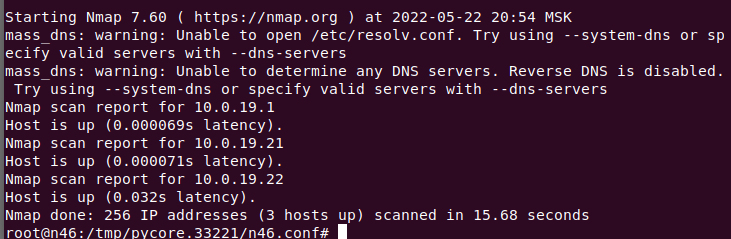 Starting Nmap 7.60 ( https://nmap.org ) at 2022-05-22 20:54 MSK
mass_dns: warning: Unable to open /etc/resolv.conf. Try using --system-dns or sp
ecify valid servers with --dns-servers
mass_dns: warning: Unable to determine any DNS servers. Reverse DNS is disabled.
 Try using --system-dns or specify valid servers with --dns-servers
Nmap scan report for 10.0.19.1
Host is up (0.000069s latency).
Nmap scan report for 10.0.19.21
Host is up (0.000071s latency).
Nmap scan report for 10.0.19.22
Host is up (0.032s latency).
Nmap done: 256 IP addresses (3 hosts up) scanned in 15.68 seconds
root@n46:/tmp/pycore.33221/n46.conf#